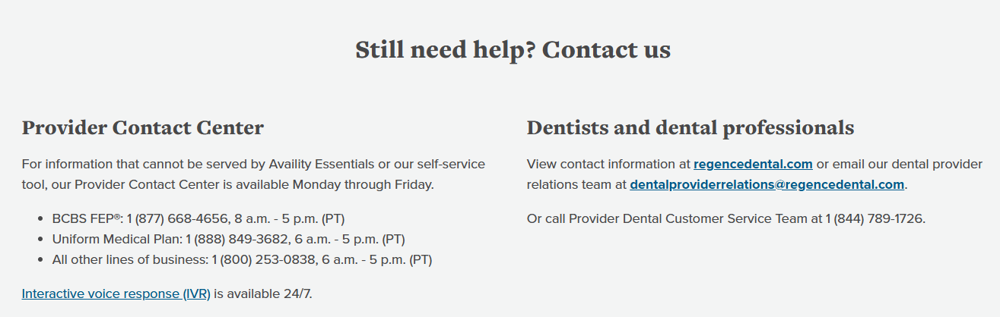 Still need help? Contact us
Provider Contact Center
For information that cannot be served by Availity Essentials or our self-service
tool, our Provider Contact Center is available Monday through Friday.
• BCBS FEP®: 1 (877) 668-4656, 8 a.m. - 5 p.m. (PT)
• Uniform Medical Plan: 1 (888) 849-3682, 6 a.m. - 5 p.m. (PT)
• All other lines of business: 1 (800) 253-0838, 6 a.m. - 5 p.m. (PT)
Interactive voice response (IVR) is available 24/7.
Dentists and dental professionals
View contact information at regencedental.com or email our dental provider
relations team at dentalproviderrelations@regencedental.com.
Or call Provider Dental Customer Service Team at 1 (844) 789-1726.